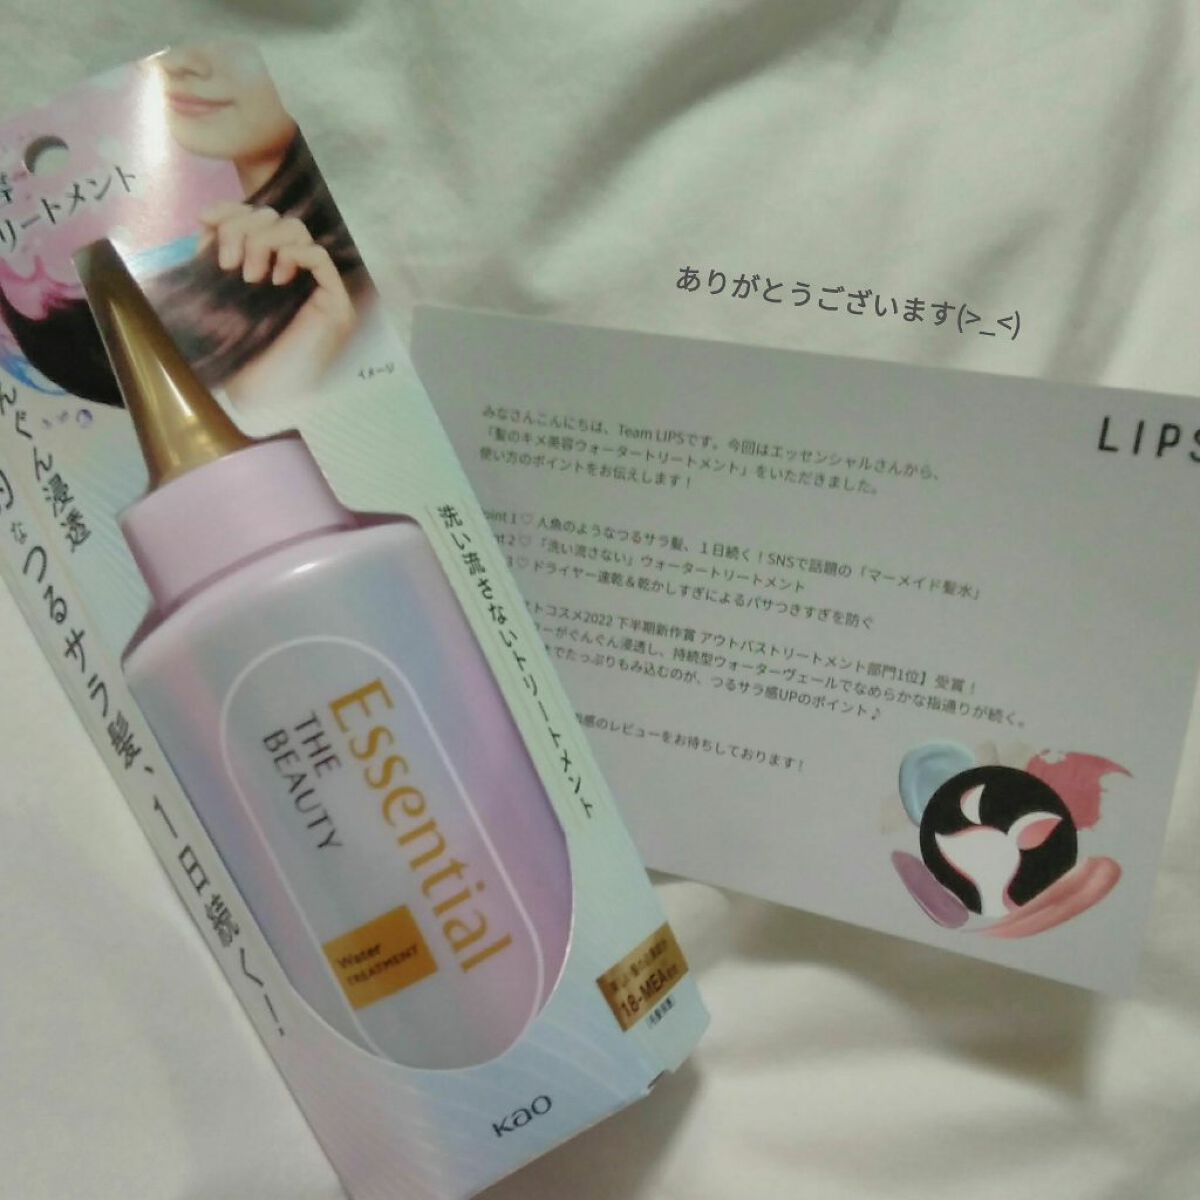 リートメント
イメージ
んぐん浸透
なつるサラ髪、1日続く!
洗い流さないトリートメント
Essential
THE
BEAUTY
Water
TREATMENT
18-MEA
kao
ありがとうございます(>_<)
LIPS
みなさんこんにちは、Team LIPSです。今回はエッセンシャルさんから、
「髪のキメ美容ウォータートリートメント」をいただきました。
使い方のポイントをお伝えします!
oint 1♡ 人魚のようなつるサラ髪、1日続く!SNSで話題の「マーメイド髪水」
nt 2♡ 「洗い流さない」ウォータートリートメント
3♡ ドライヤー速乾&乾かしすぎによるパサつきすぎを防ぐ
ストコスメ2022 下半期新作賞 アウトバストリートメント部門1位】受賞!
ーがぐんぐん浸透し、持続型ウォーターヴェールでなめらかな指通りが続く。
までたっぷりもみ込むのが、つるサラ感UPのポイント♪
感のレビューをお待ちしております!